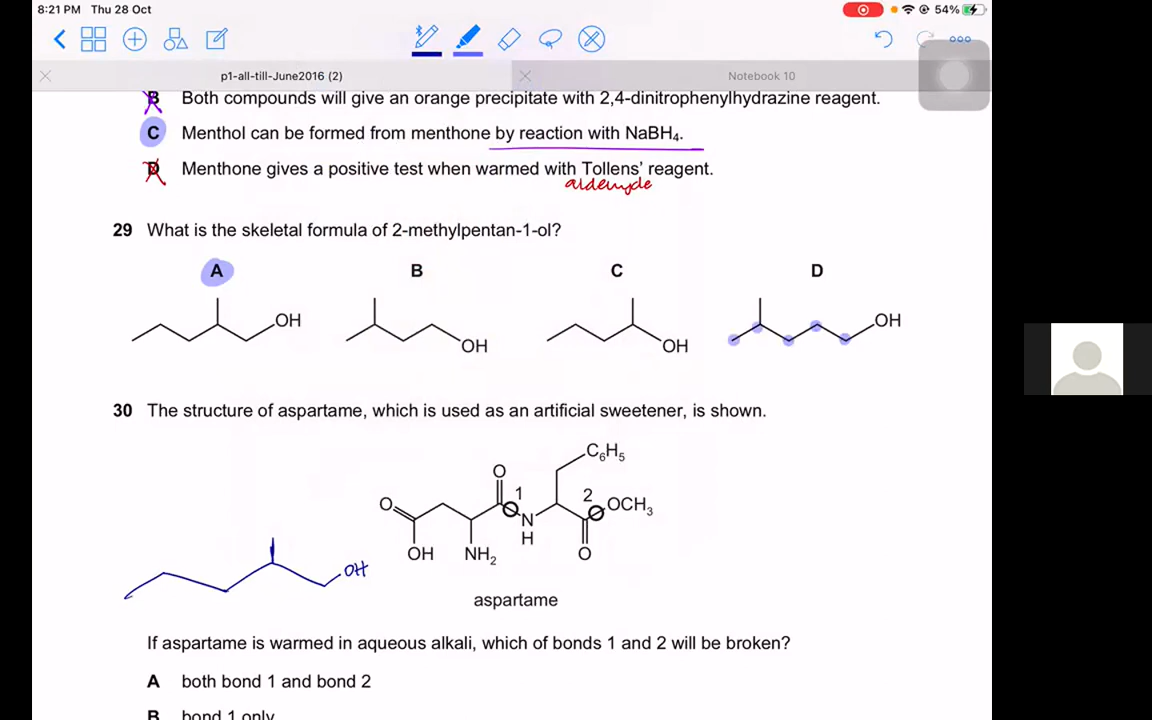 8:21 PM Thu 28 Oct
54%
p1-all-till-June2016 (2)
Notebook 10
B Both compounds will give an orange precipitate with 2,4-dinitrophenylhydrazine reagent.
C Menthol can be formed from menthone by reaction with NaBH₄.
D Menthone gives a positive test when warmed with Tollens’ reagent.
aldehyde
29 What is the skeletal formula of 2-methylpentan-1-ol?
A B C D
OH OH OH OH
30 The structure of aspartame, which is used as an artificial sweetener, is shown.
C₆H₅
O 1 2
O OCH₃
N
H
OH NH₂ O
OH
aspartame
If aspartame is warmed in aqueous alkali, which of bonds 1 and 2 will be broken?
A both bond 1 and bond 2
B bond 1 only